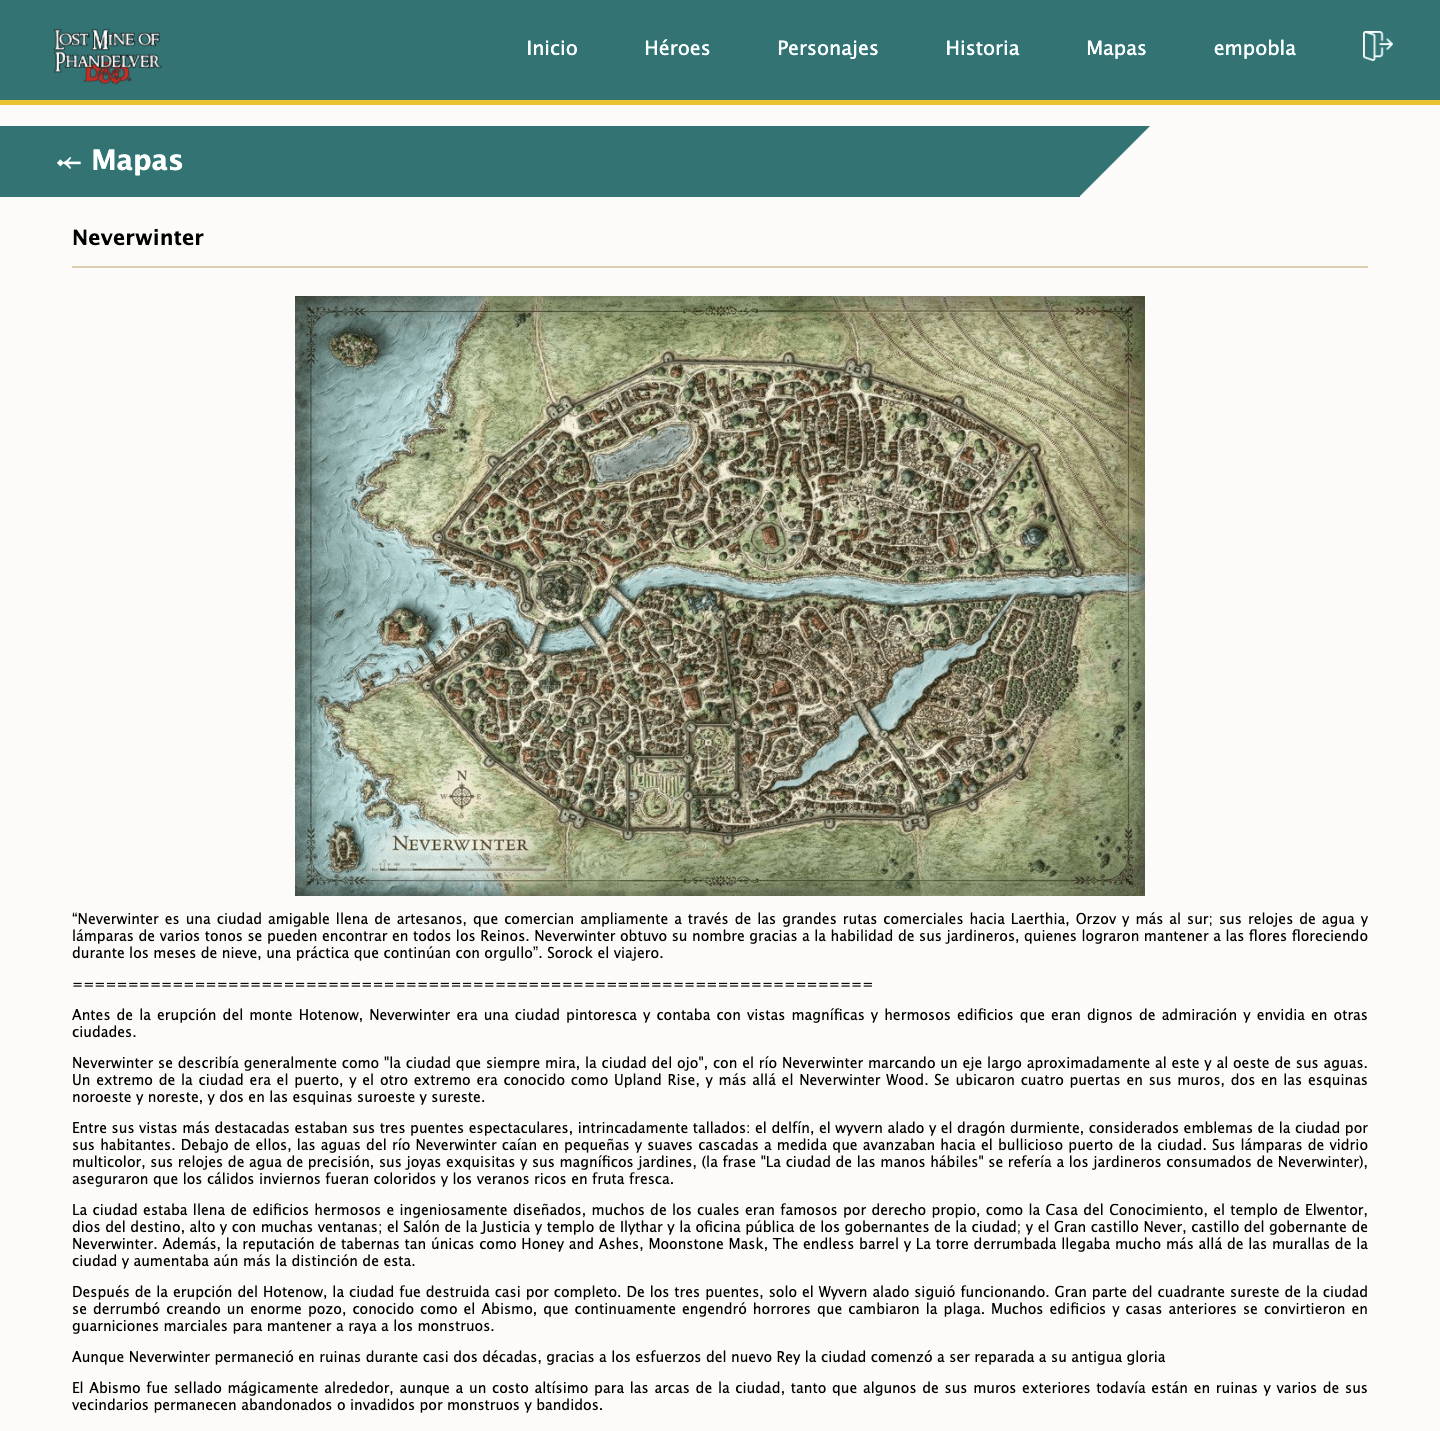 LOST MINE OF
PHANDELVER
D&D
Inicio
Héroes
Personajes
Historia
Mapas
empobla
Mapas
Neverwinter
N
W
E
S
NEVERWINTER
“Neverwinter es una ciudad amigable llena de artesanos, que comercian ampliamente a través de las grandes rutas comerciales hacia Laerthia, Orzov y más al sur; sus relojes de agua y
lámparas de varios tonos se pueden encontrar en todos los Reinos. Neverwinter obtuvo su nombre gracias a la habilidad de sus jardineros, quienes lograron mantener a las flores floreciendo
durante los meses de nieve, una práctica que continúan con orgullo”. Sorock el viajero.
========================================================================
Antes de la erupción del monte Hotenow, Neverwinter era una ciudad pintoresca y contaba con vistas magníficas y hermosos edificios que eran dignos de admiración y envidia en otras
ciudades.
Neverwinter se describía generalmente como "la ciudad que siempre mira, la ciudad del ojo", con el río Neverwinter marcando un eje largo aproximadamente al este y al oeste de sus aguas.
Un extremo de la ciudad era el puerto, y el otro extremo era conocido como Upland Rise, y más allá el Neverwinter Wood. Se ubicaron cuatro puertas en sus muros, dos en las esquinas
noroeste y noreste, y dos en las esquinas suroeste y sureste.
Entre sus vistas más destacadas estaban sus tres puentes espectaculares, intrincadamente tallados: el delfín, el wyvern alado y el dragón durmiente, considerados emblemas de la ciudad por
sus habitantes. Debajo de ellos, las aguas del río Neverwinter caían en pequeñas y suaves cascadas a medida que avanzaban hacia el bullicioso puerto de la ciudad. Sus lámparas de vidrio
multicolor, sus relojes de agua de precisión, sus joyas exquisitas y sus magníficos jardines, (la frase "La ciudad de las manos hábiles" se refería a los jardineros consumados de Neverwinter),
aseguraron que los cálidos inviernos fueran coloridos y los veranos ricos en fruta fresca.
La ciudad estaba llena de edificios hermosos e ingeniosamente diseñados, muchos de los cuales eran famosos por derecho propio, como la Casa del Conocimiento, el templo de Elwentor,
dios del destino, alto y con muchas ventanas; el Salón de la Justicia y templo de Ilythar y la oficina pública de los gobernantes de la ciudad; y el Gran castillo Never, castillo del gobernante de
Neverwinter. Además, la reputación de tabernas tan únicas como Honey and Ashes, Moonstone Mask, The endless barrel y La torre derrumbada llegaba mucho más allá de las murallas de la
ciudad y aumentaba aún más la distinción de esta.
Después de la erupción del Hotenow, la ciudad fue destruida casi por completo. De los tres puentes, solo el Wyvern alado siguió funcionando. Gran parte del cuadrante sureste de la ciudad
se derrumbó creando un enorme pozo, conocido como el Abismo, que continuamente engendró horrores que cambiaron la plaga. Muchos edificios y casas anteriores se convirtieron en
guarniciones marciales para mantener a raya a los monstruos.
Aunque Neverwinter permaneció en ruinas durante casi dos décadas, gracias a los esfuerzos del nuevo Rey la ciudad comenzó a ser reparada a su antigua gloria
El Abismo fue sellado mágicamente alrededor, aunque a un costo altísimo para las arcas de la ciudad, tanto que algunos de sus muros exteriores todavía están en ruinas y varios de sus
vecindarios permanecen abandonados o invadidos por monstruos y bandidos.